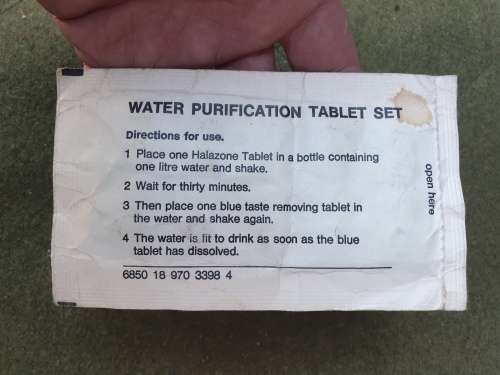 WATER PURIFICATION TABLET SET
Directions for use.
1 Place one Halazone Tablet in a bottle containing
one litre water and shake.
2 Wait for thirty minutes.
3 Then place one blue taste removing tablet in
the water and shake again.
4 The water is fit to drink as soon as the blue
tablet has dissolved.
6850 18 970 3398 4
open here